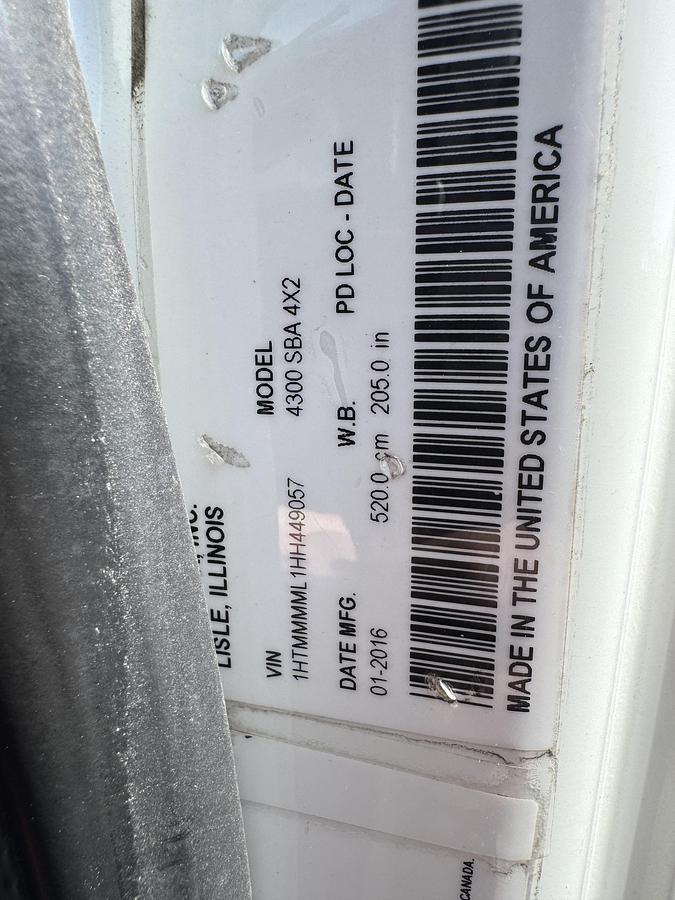 , INC.
LISLE, ILLINOIS
VIN MODEL
1HTMMMML1HH449057 4300 SBA 4X2
DATE MFG. W.B. PD LOC - DATE
01-2016 520.0 cm 205.0 in
MADE IN THE UNITED STATES OF AMERICA
CANADA.